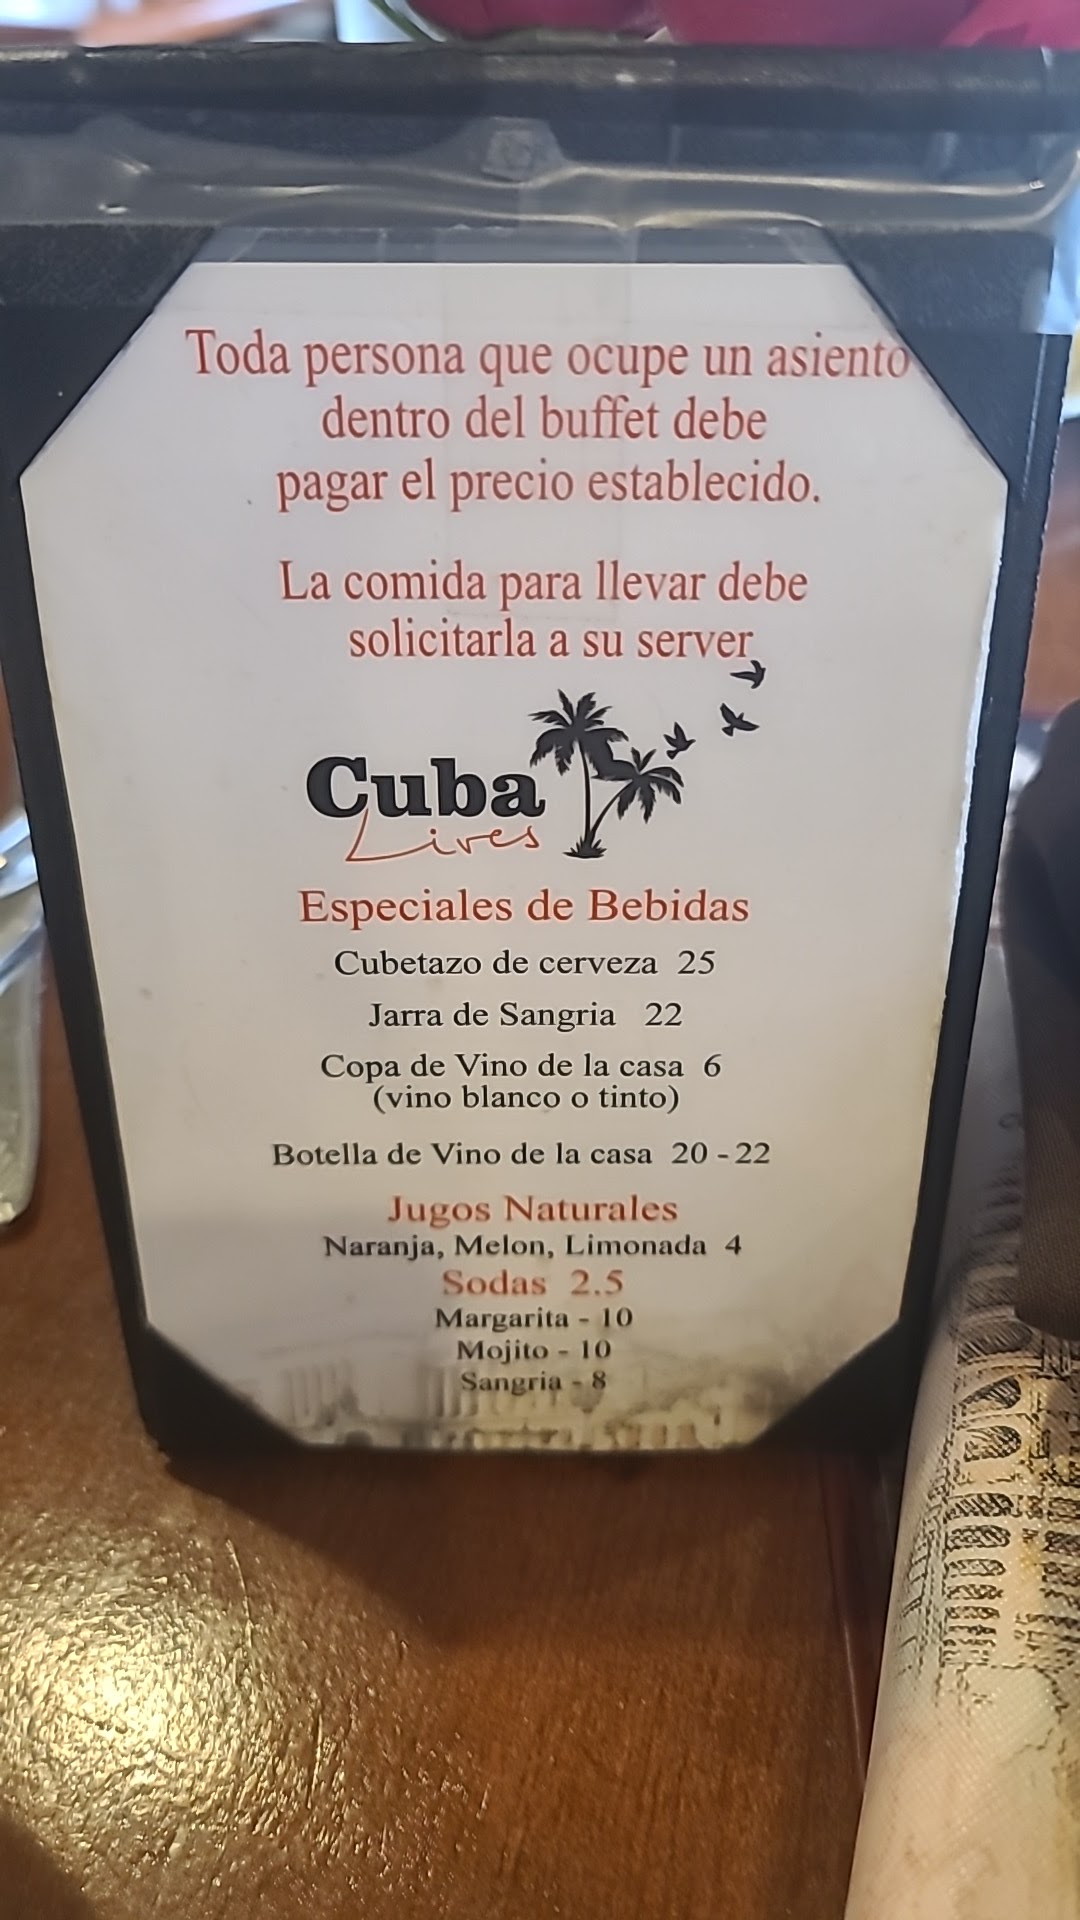 Toda persona que ocupe un asiento
dentro del buffet debe
pagar el precio establecido.
La comida para llevar debe
solicitarla a su server
Cuba
Lives
Especiales de Bebidas
Cubetazo de cerveza 25
Jarra de Sangria 22
Copa de Vino de la casa 6
(vino blanco o tinto)
Botella de Vino de la casa 20 - 22
Jugos Naturales
Naranja, Melon, Limonada 4
Sodas 2.5
Margarita - 10
Mojito - 10
Sangria - 8